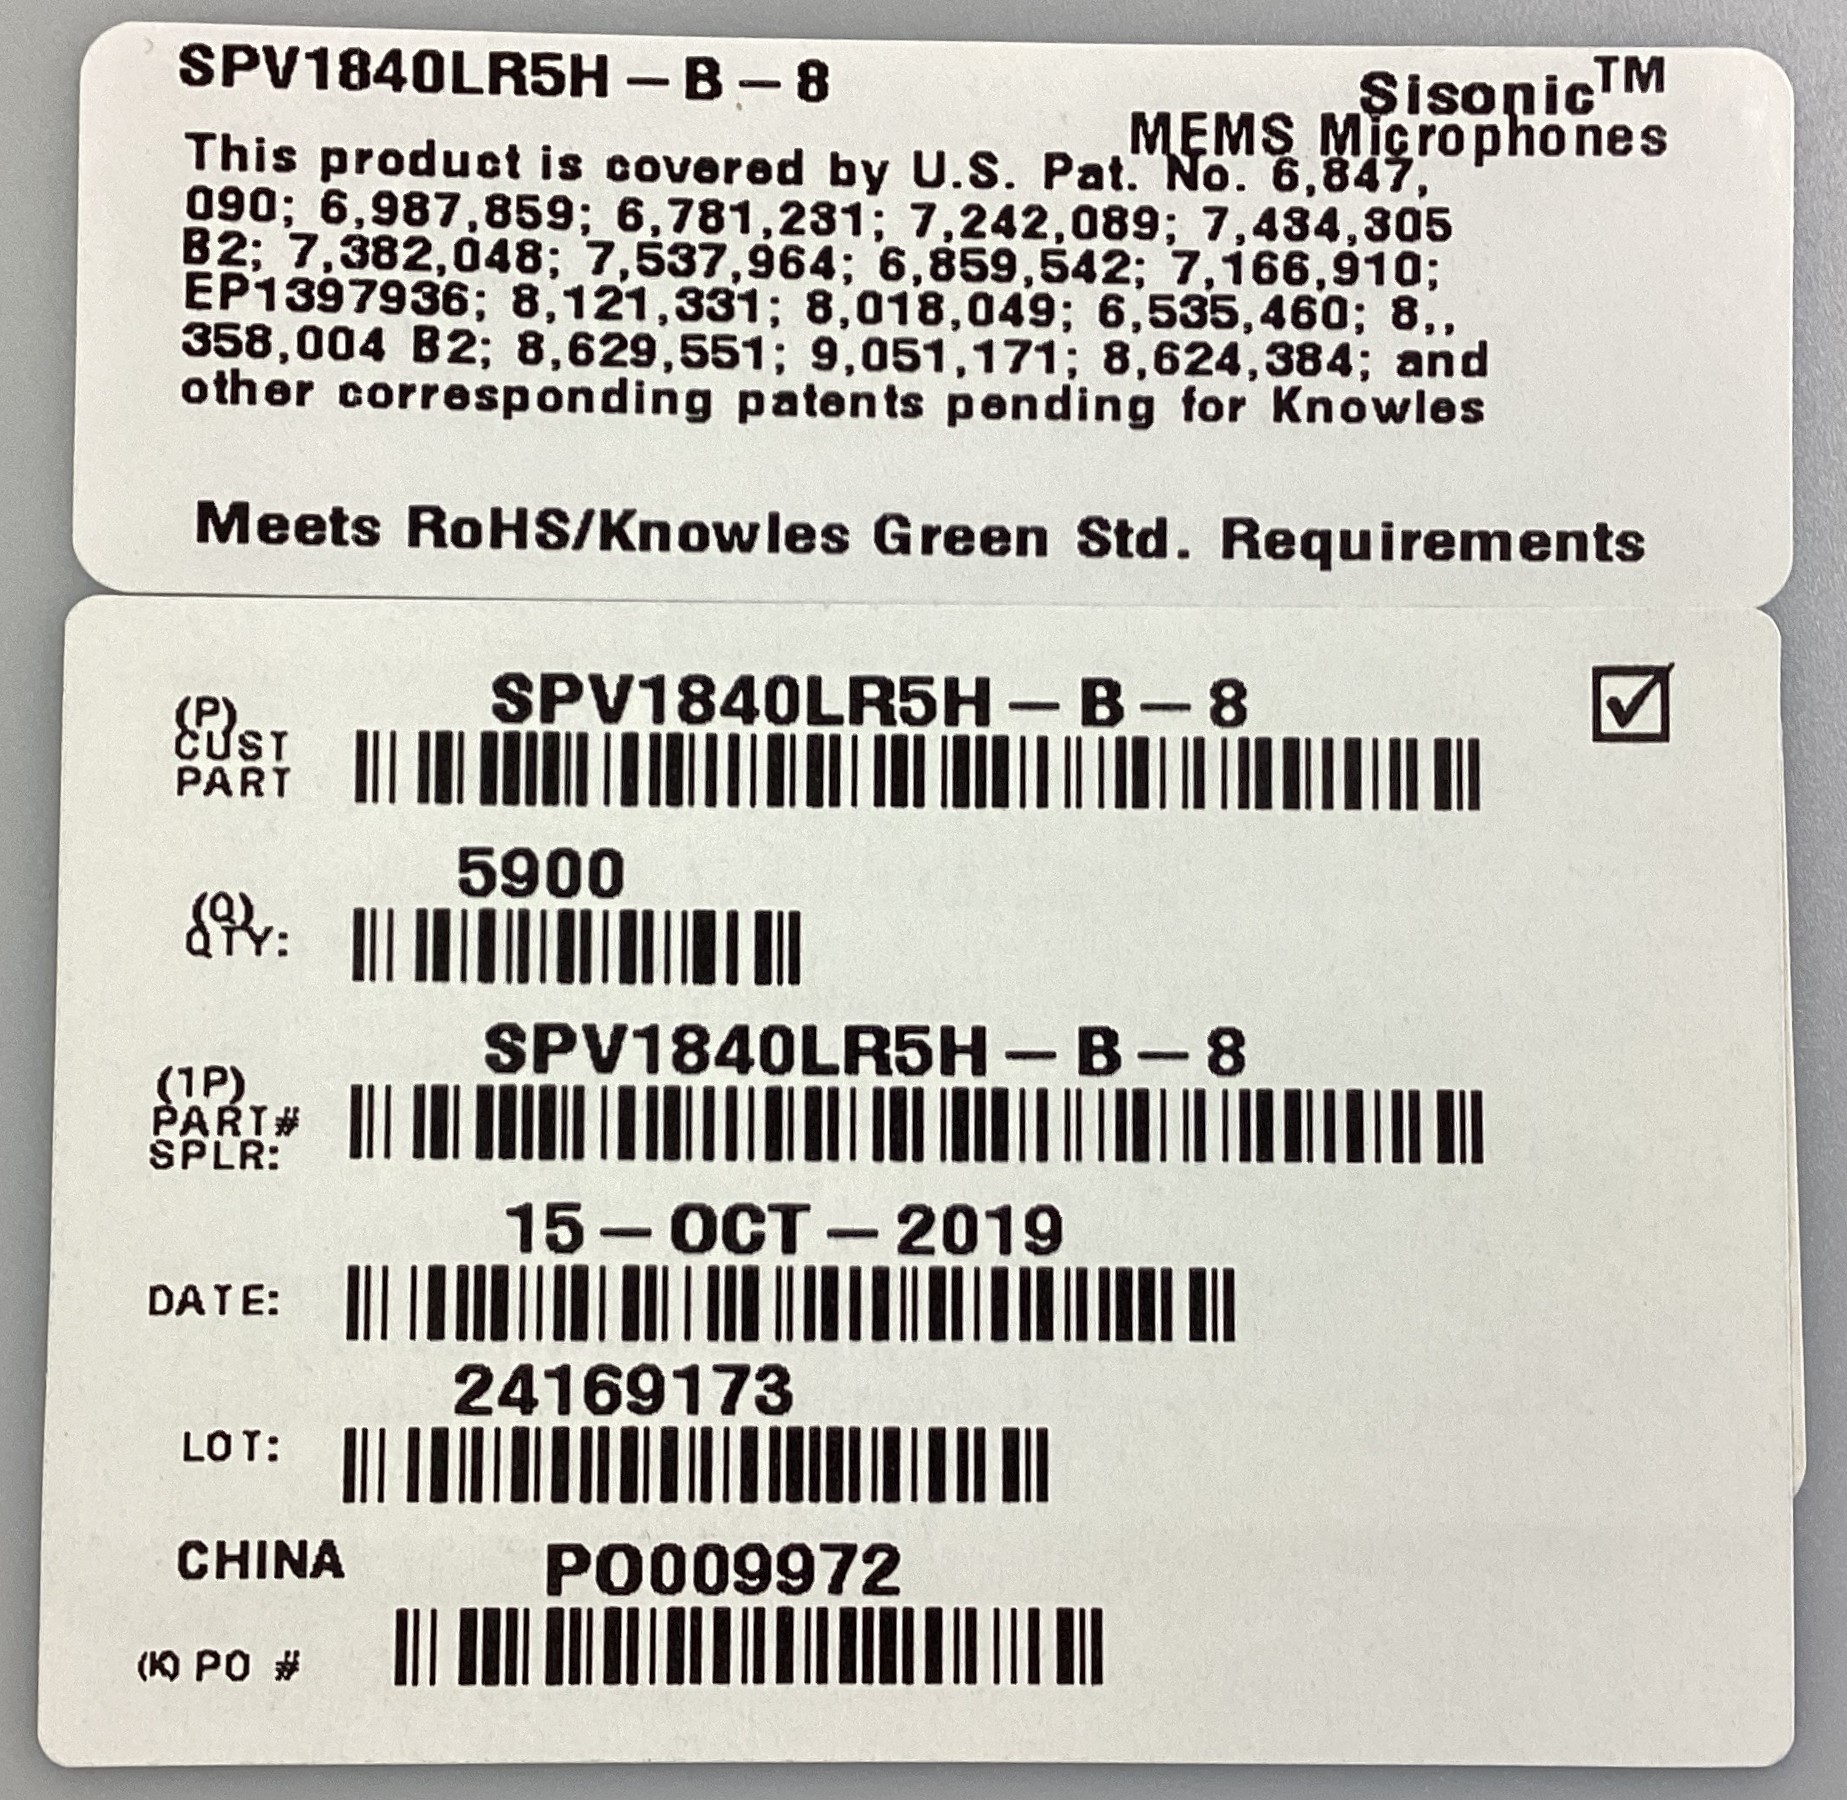 SPV1840LR5H-B-8
Sisonic™
MEMS Microphones
This product is covered by U.S. Pat. No. 6,847,
090; 6,987,859; 6,781,231; 7,242,089; 7,434,305
B2; 7,382,048; 7,537,964; 6,859,542; 7,166,910;
EP1397936; 8,121,331; 8,018,049; 6,535,460; 8,,
358,004 B2; 8,629,551; 9,051,171; 8,624,384; and
other corresponding patents pending for Knowles
Meets RoHS/Knowles Green Std. Requirements
SPV1840LR5H-B-8
(P)
CUST
PART
5900
(Q)
QTY:
SPV1840LR5H-B-8
(1P)
PART#
SPLR:
15-OCT-2019
DATE:
24169173
LOT:
CHINA
PO009972
(K) PO #